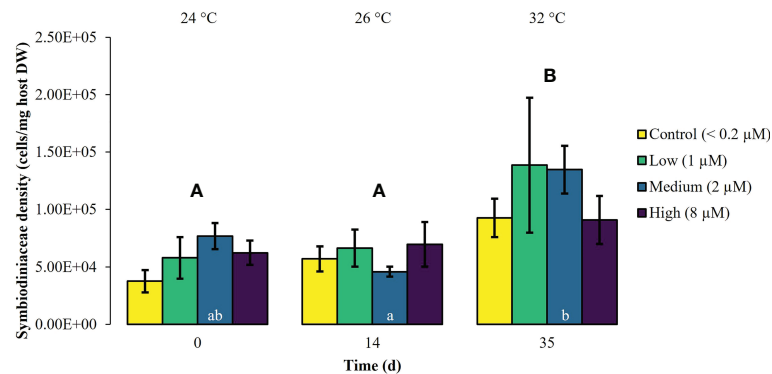 24 °C 26 °C 32 °C
Symbiodiniaceae density (cells/mg host DW)
2.50E+05
2.00E+05
1.50E+05
1.00E+05
5.00E+04
0.00E+00
A A B
ab a b
0 14 35
Time (d)
Control (< 0.2 µM)
Low (1 µM)
Medium (2 µM)
High (8 µM)